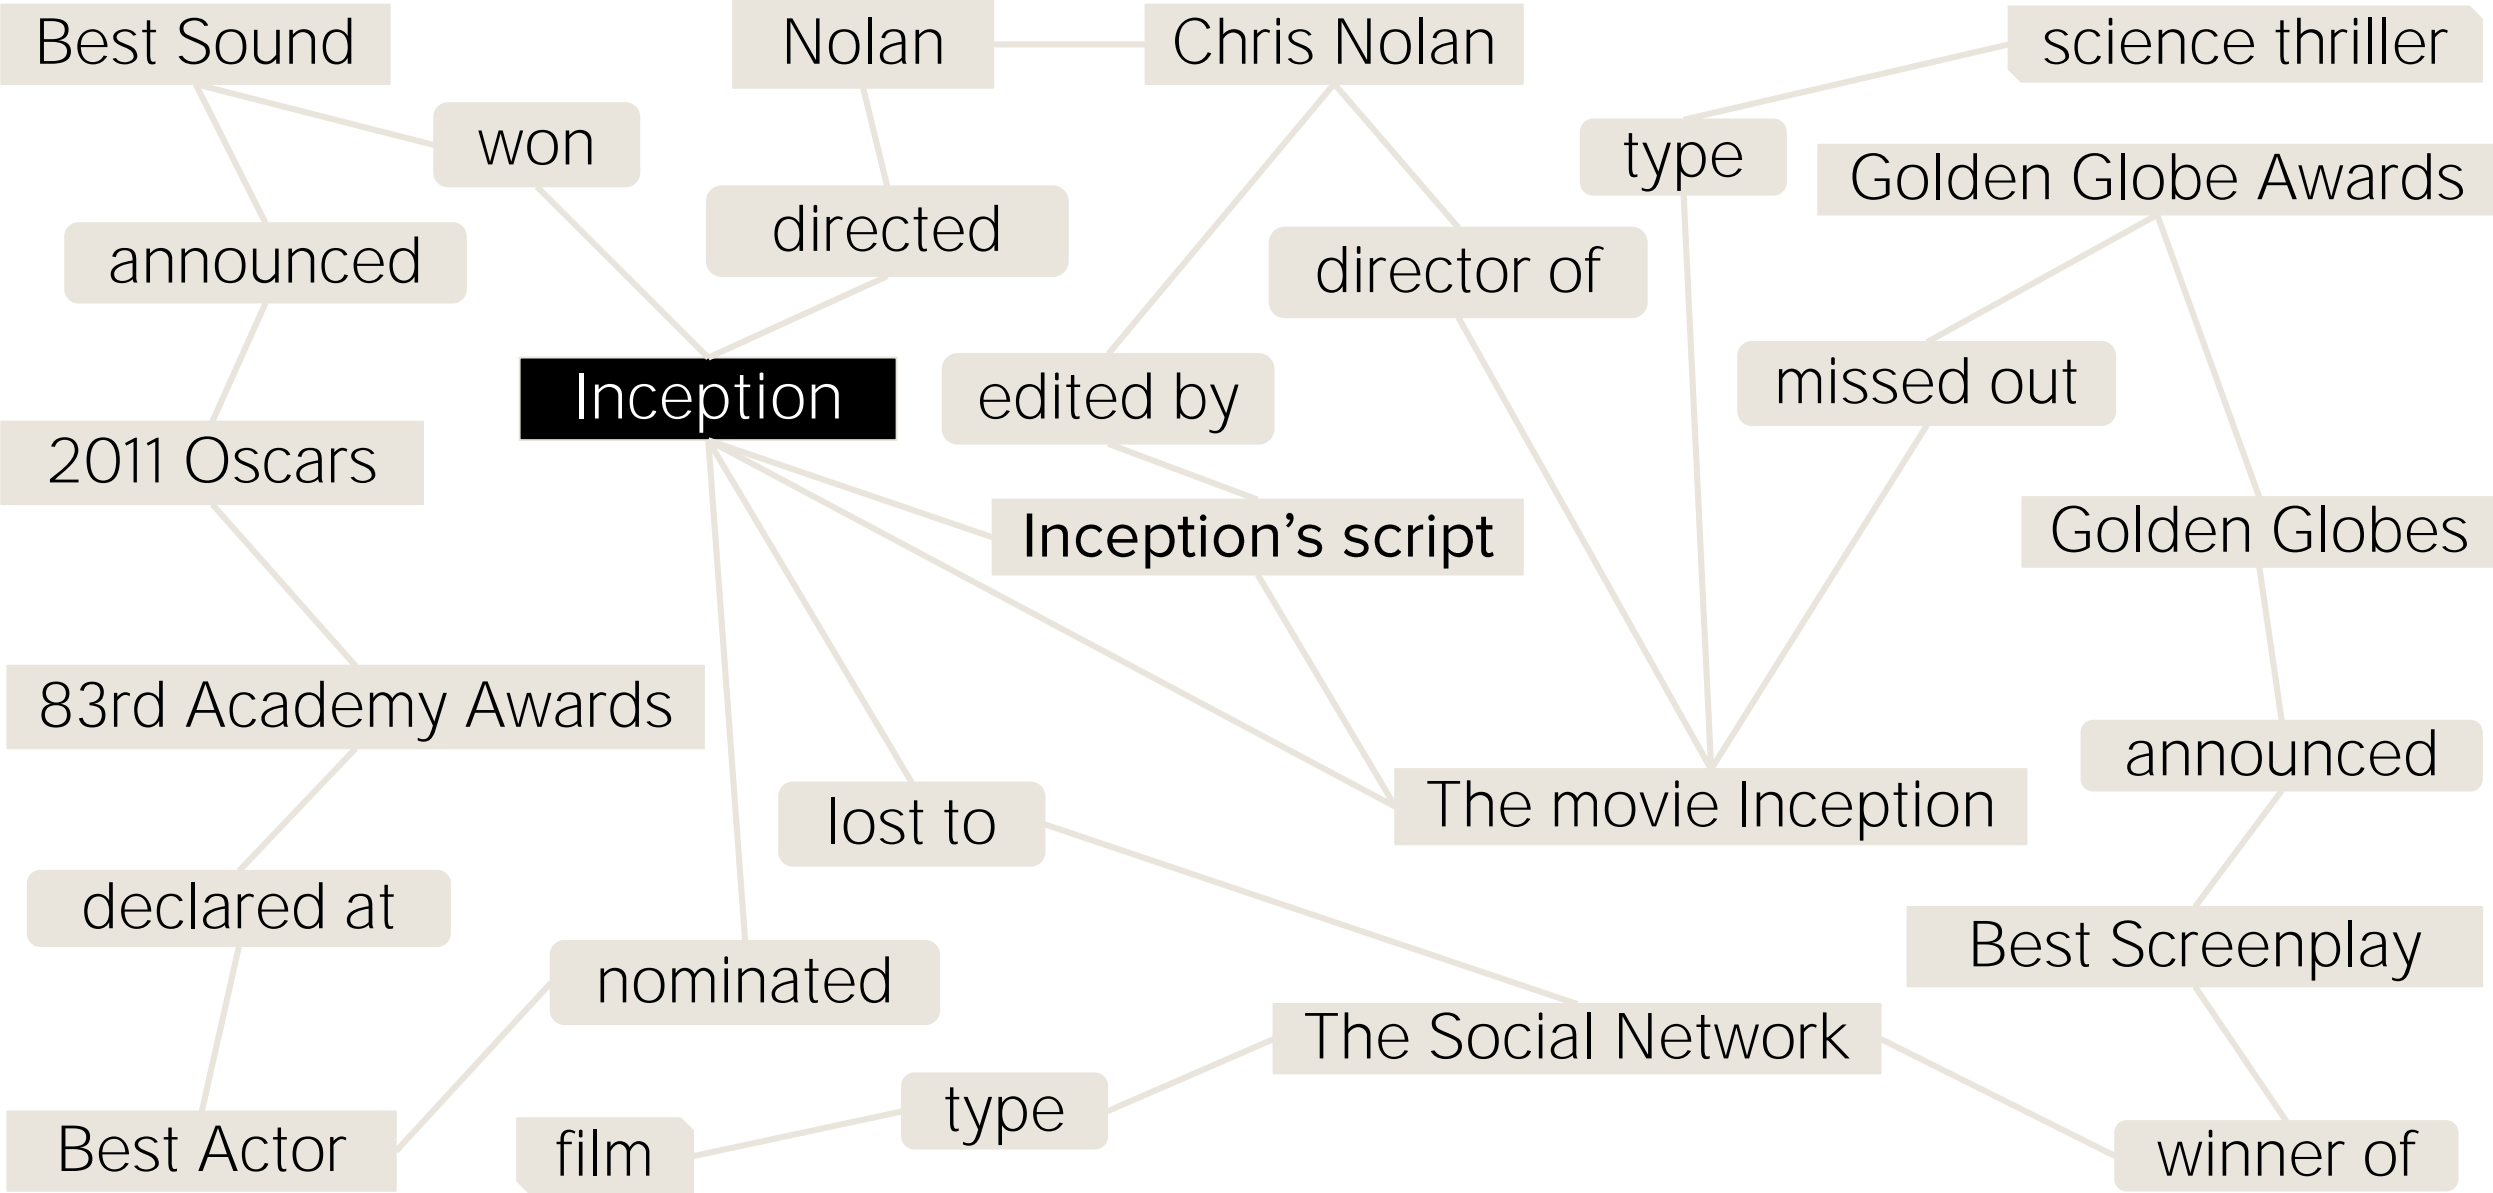 Best Sound
Nolan
Chris Nolan
science thriller
won
type
Golden Globe Awards
directed
announced
director of
missed out
Inception
edited by
2011 Oscars
Inception’s script
Golden Globes
83rd Academy Awards
announced
lost to
The movie Inception
declared at
Best Screenplay
nominated
The Social Network
type
Best Actor
film
winner of